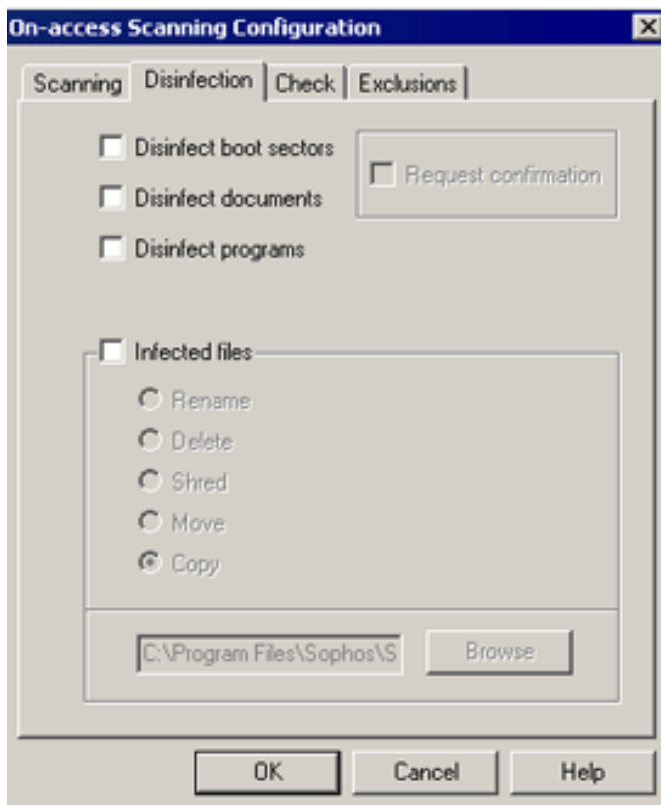 On-access Scanning Configuration
Scanning Disinfection Check Exclusions
Disinfect boot sectors
Request confirmation
Disinfect documents
Disinfect programs
Infected files
Rename
Delete
Shred
Move
Copy
C:\Program Files\Sophos\S Browse
OK Cancel Help